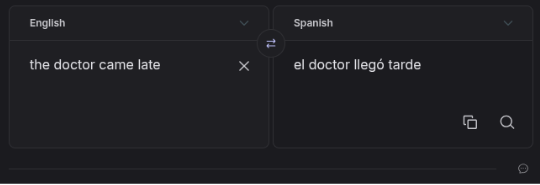 English
Spanish
the doctor came late
el doctor llegó tarde